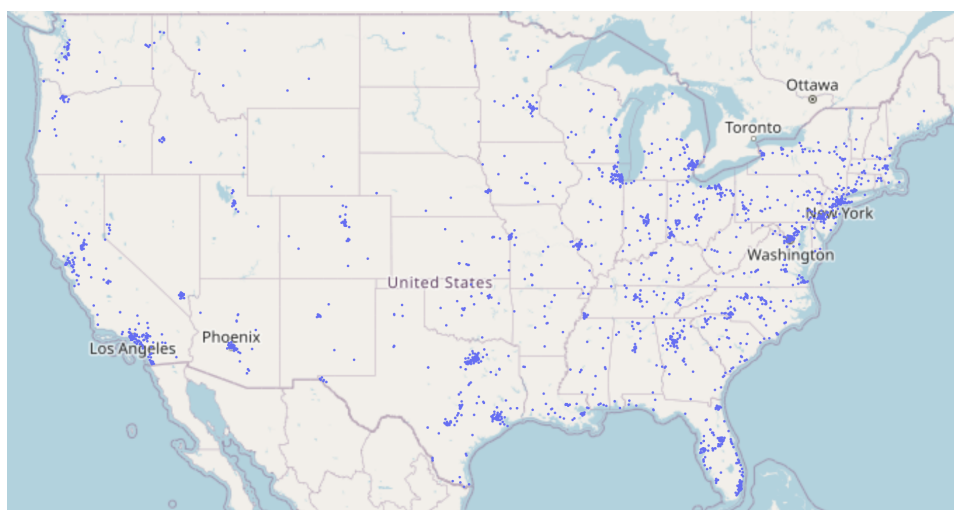 Ottawa
Toronto
New York
Washington
United States
Phoenix
Los Angeles